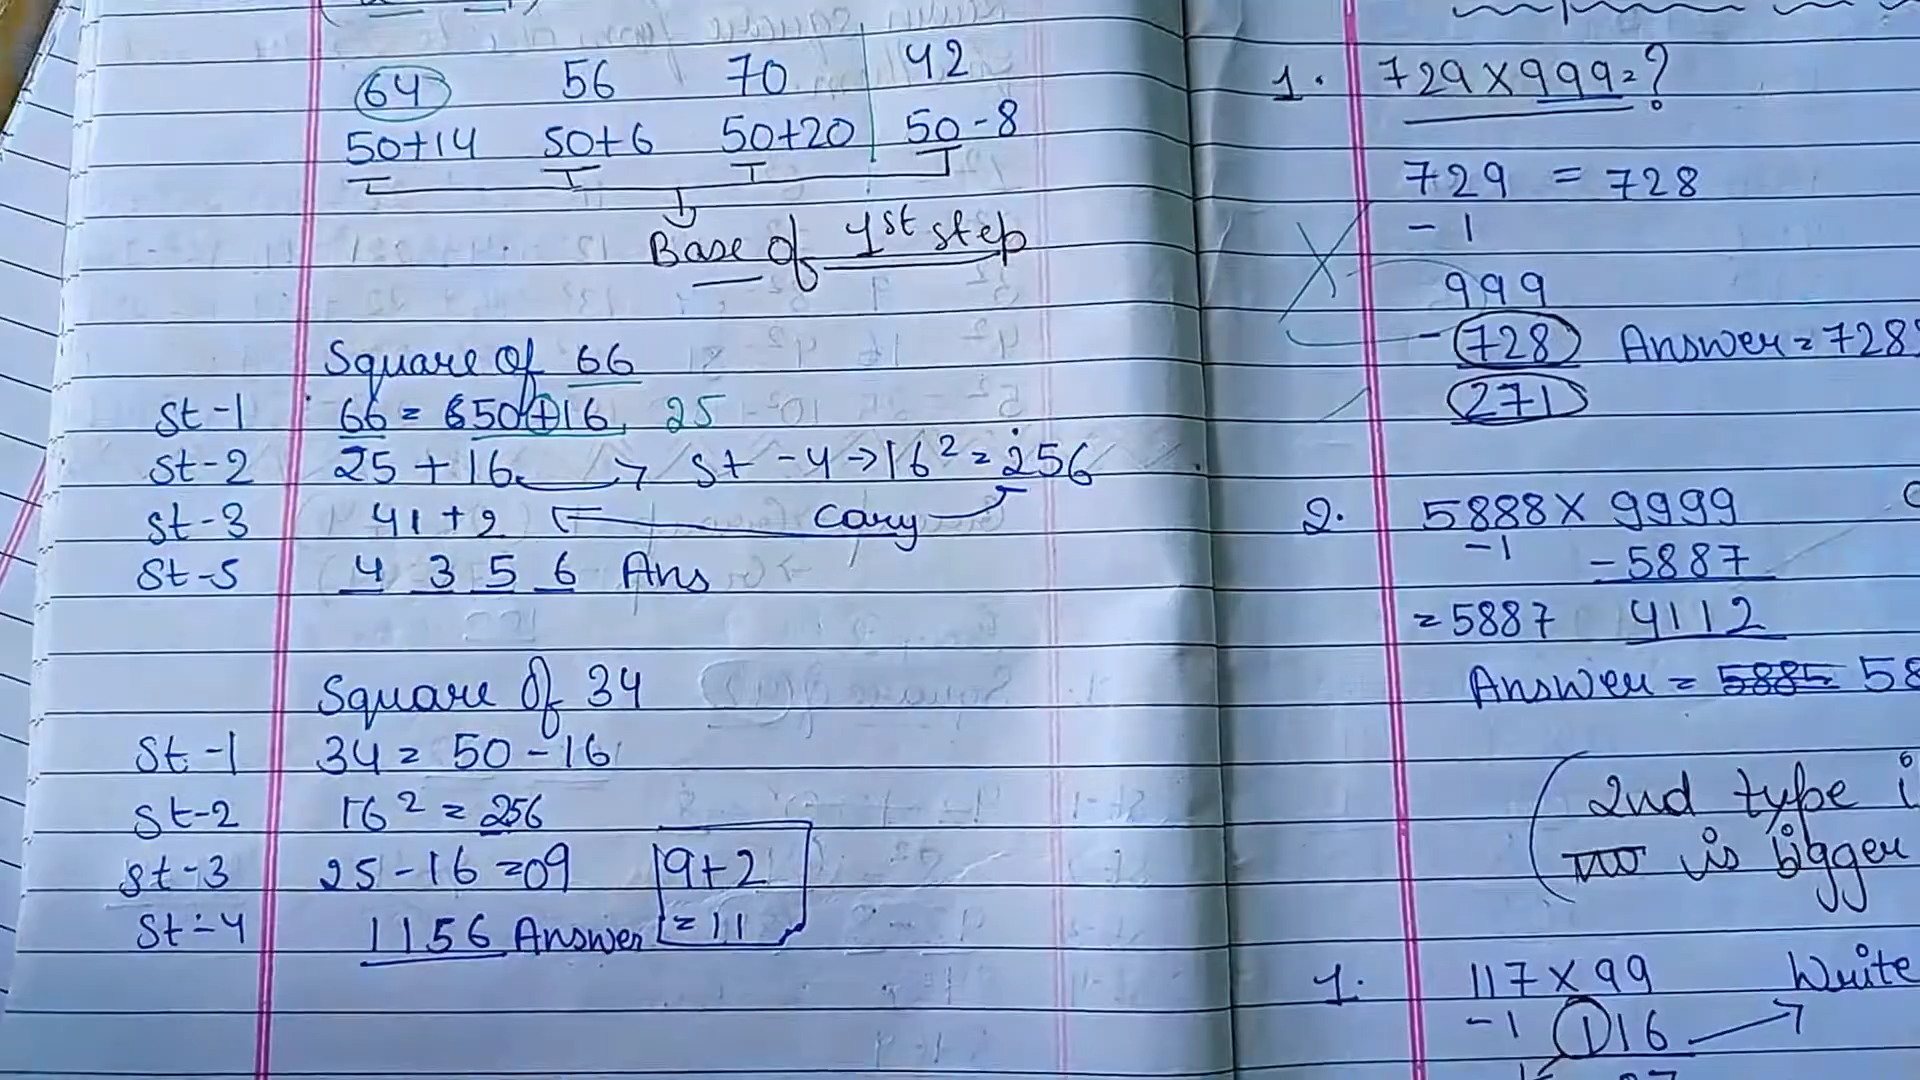 64 56 70 42
50+14 50+6 50+20 50-8
Base of 1st step
Square of 66
St-1 66 = 50+16, 25
St-2 25+16 → St-4→16² = 256
St-3 41+2 ← cary
St-5 4 3 5 6 Ans
Square of 34
St-1 34 = 50-16
St-2 16² = 256
St-3 25-16 = 09 9+2
St-4 1156 Answer = 11
1. 729×999=?
729 = 728
-1
999
-728 Answer = 728
271
2. 5888×9999
-1 -5887
= 5887 4112
Answer = 5885 58
(2nd type i
no is bigger
1. 117×99 Write
-1 116 →